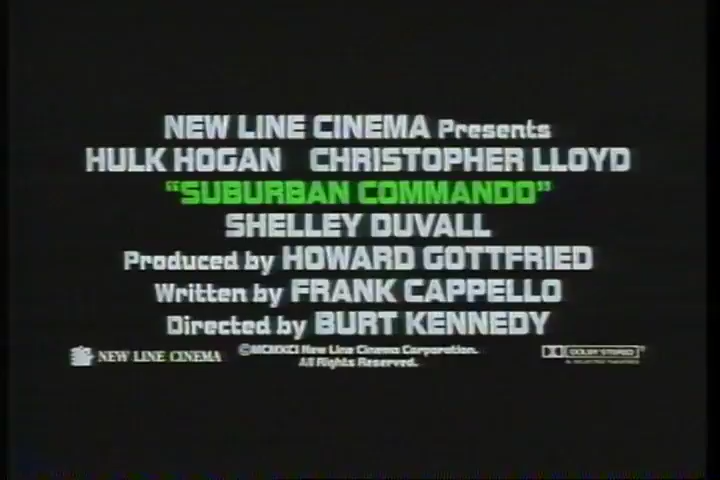 NEW LINE CINEMA Presents
HULK HOGAN CHRISTOPHER LLOYD
"SUBURBAN COMMANDO"
SHELLEY DUVALL
Produced by HOWARD GOTTFRIED
Written by FRANK CAPPELLO
Directed by BURT KENNEDY
NEW LINE CINEMA ©MCMXCI New Line Cinema Corporation. DOLBY STEREO
All Rights Reserved.